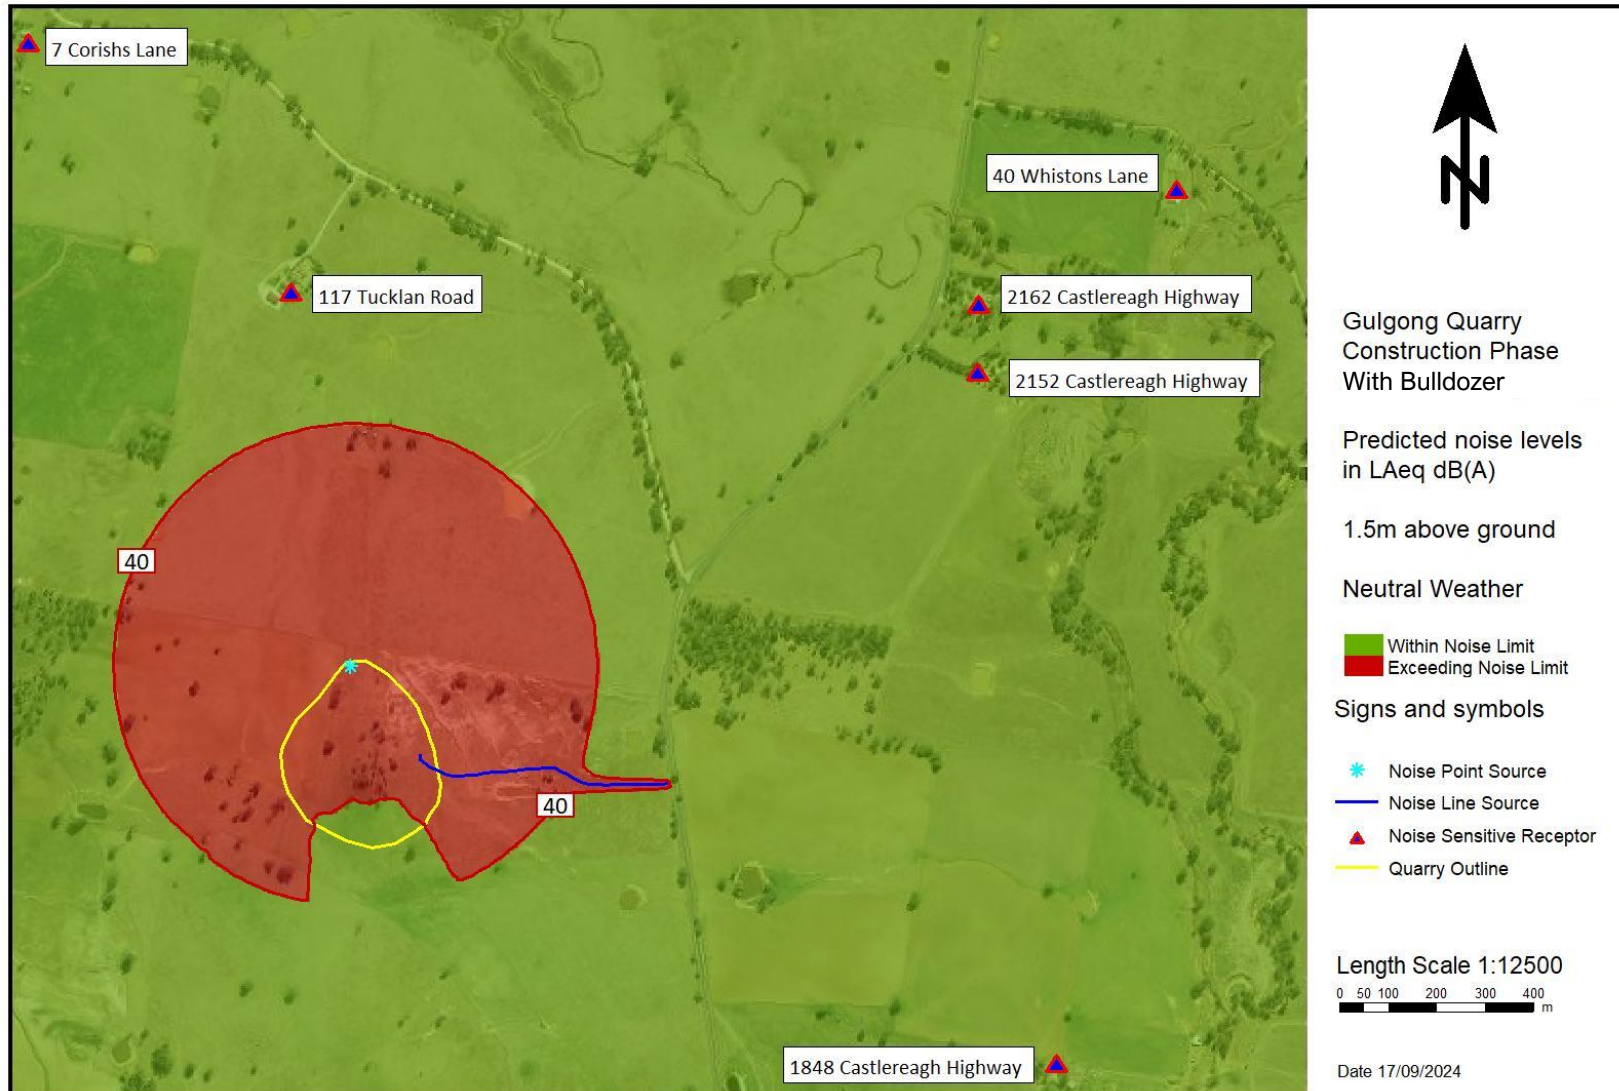 7 Corishs Lane
40 Whistons Lane
117 Tucklan Road
2162 Castlereagh Highway
2152 Castlereagh Highway
40
40
1848 Castlereagh Highway
N
Gulgong Quarry
Construction Phase
With Bulldozer
Predicted noise levels
in LAeq dB(A)
1.5m above ground
Neutral Weather
Within Noise Limit
Exceeding Noise Limit
Signs and symbols
Noise Point Source
Noise Line Source
Noise Sensitive Receptor
Quarry Outline
Length Scale 1:12500
0 50 100 200 300 400
m
Date 17/09/2024